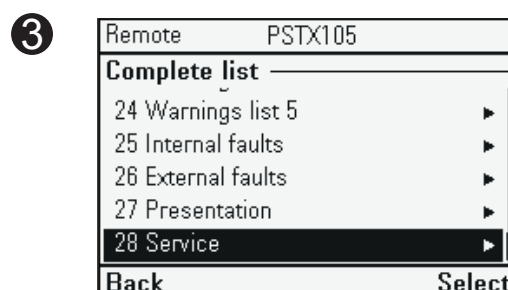 3
Remote PSTX105
Complete list
24 Warnings list 5
25 Internal faults
26 External faults
27 Presentation
28 Service
Back Select